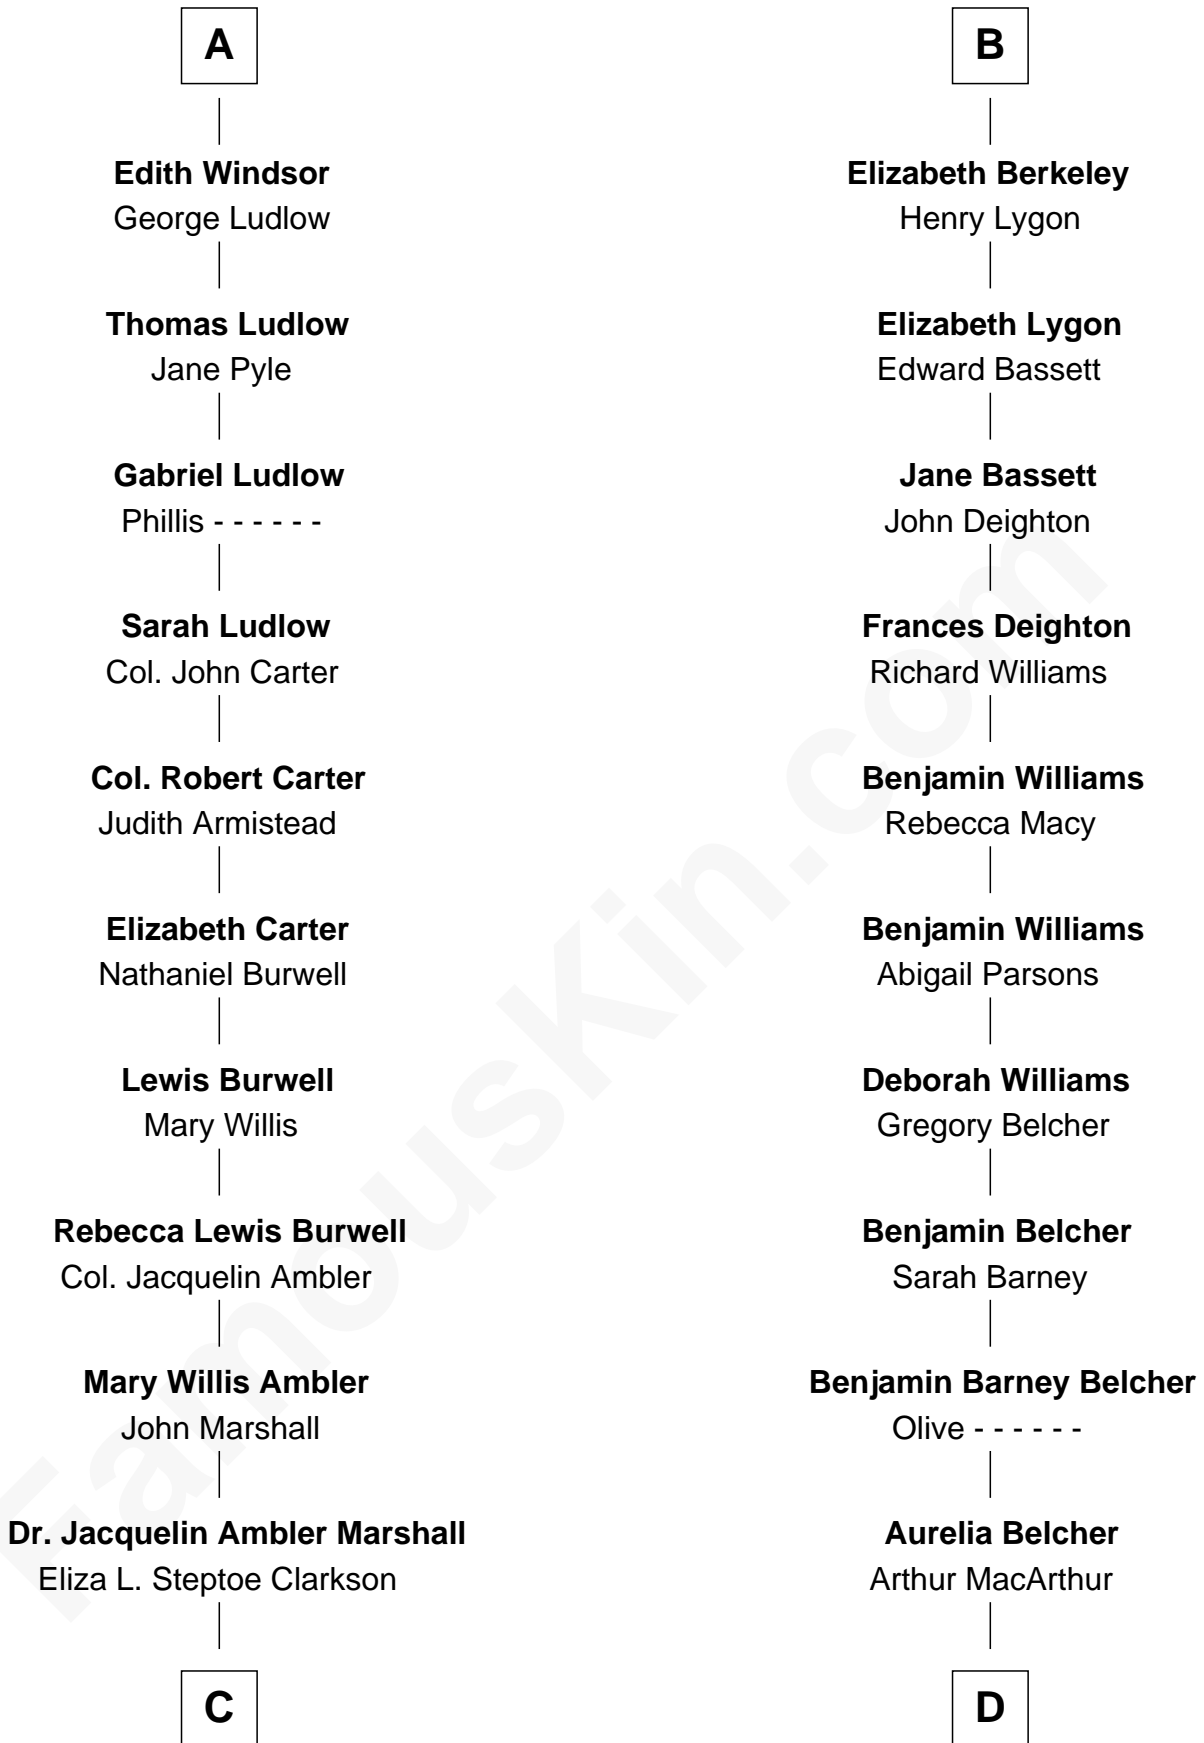 A
Edith Windsor
George Ludlow
Thomas Ludlow
Jane Pyle
Gabriel Ludlow
Phillis - - - - - -
Sarah Ludlow
Col. John Carter
Col. Robert Carter
Judith Armistead
Elizabeth Carter
Nathaniel Burwell
Lewis Burwell
Mary Willis
Rebecca Lewis Burwell
Col. Jacquelin Ambler
Mary Willis Ambler
John Marshall
Dr. Jacquelin Ambler Marshall
Eliza L. Steptoe Clarkson
C
B
Elizabeth Berkeley
Henry Lygon
Elizabeth Lygon
Edward Bassett
Jane Bassett
John Deighton
Frances Deighton
Richard Williams
Benjamin Williams
Rebecca Macy
Benjamin Williams
Abigail Parsons
Deborah Williams
Gregory Belcher
Benjamin Belcher
Sarah Barney
Benjamin Barney Belcher
Olive - - - - - -
Aurelia Belcher
Arthur MacArthur
D
FamousKin.com